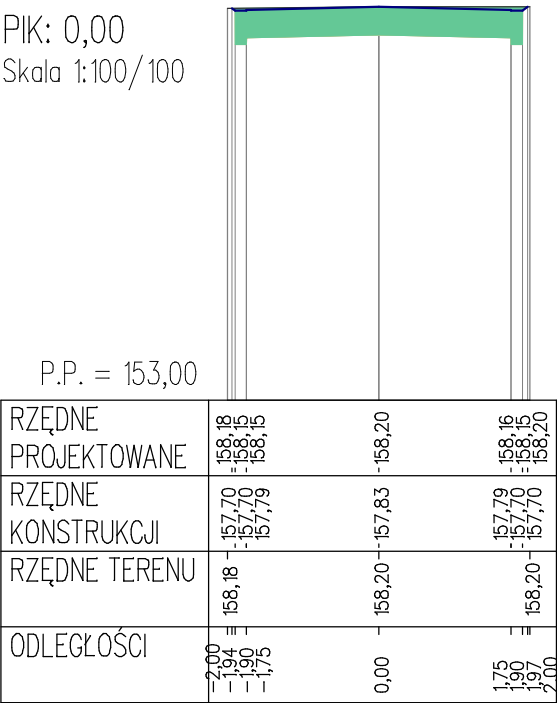 PIK: 0,00
Skala 1:100/100
P.P. = 153,00
RZĘDNE
PROJEKTOWANE
158,18
158,15
158,15
158,20
158,16
158,15
158,20
RZĘDNE
KONSTRUKCJI
157,70
157,70
157,79
157,83
157,79
157,70
157,70
RZĘDNE TERENU
158,18
158,20
158,20
ODLEGŁOŚCI
-2,00
-1,94
-1,90
-1,75
0,00
1,75
1,90
1,97
2,00